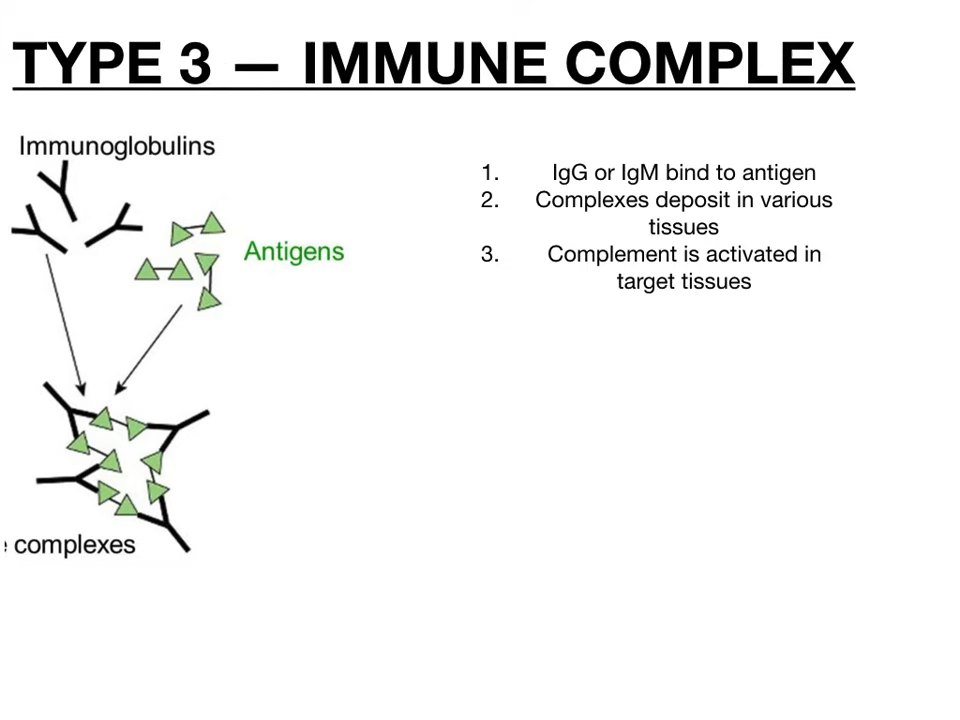 TYPE 3 — IMMUNE COMPLEX
Immunoglobulins
Antigens
complexes
1. IgG or IgM bind to antigen
2. Complexes deposit in various
tissues
3. Complement is activated in
target tissues